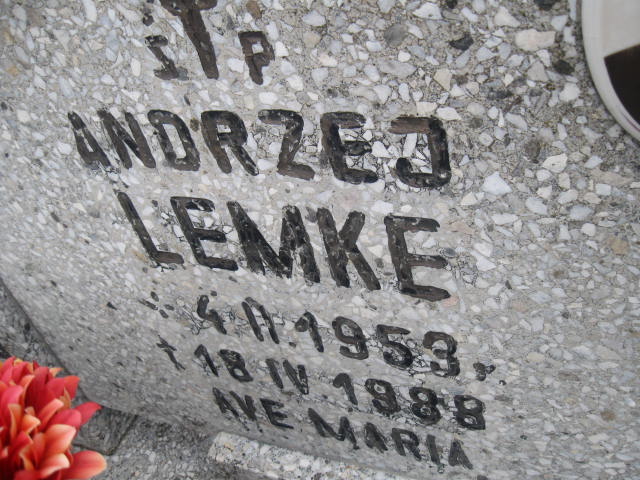 S P
ANDRZEJ
LEMKE
* 4.II.1953.
+ 18 IV 1988
AVE MARIA